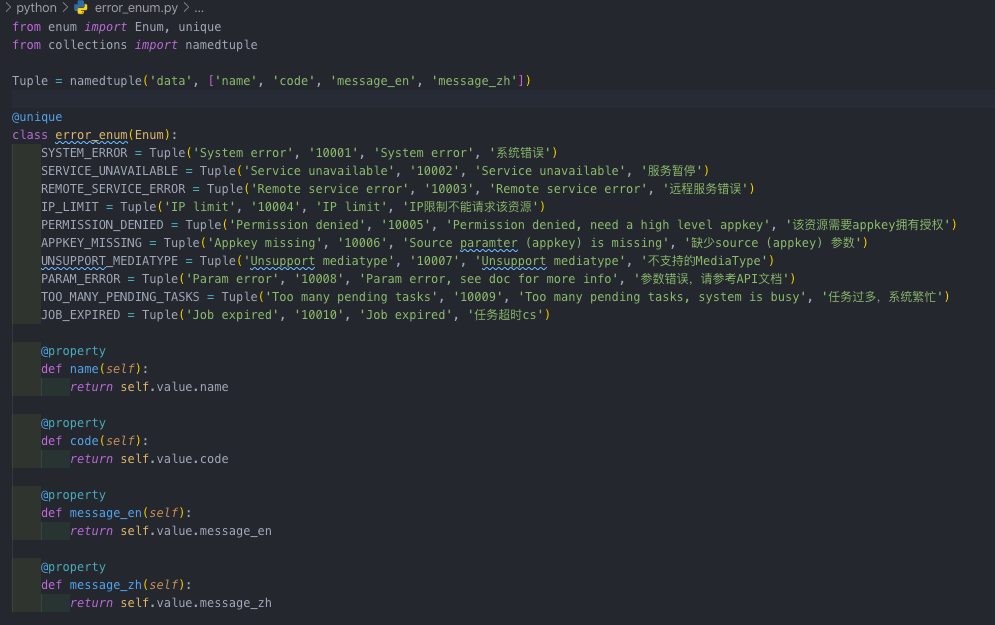 python > error_enum.py > ...
from enum import Enum, unique
from collections import namedtuple
Tuple = namedtuple('data', ['name', 'code', 'message_en', 'message_zh'])
@unique
class error_enum(Enum):
SYSTEM_ERROR = Tuple('System error', '10001', 'System error', '系统错误')
SERVICE_UNAVAILABLE = Tuple('Service unavailable', '10002', 'Service unavailable', '服务暂停')
REMOTE_SERVICE_ERROR = Tuple('Remote service error', '10003', 'Remote service error', '远程服务错误')
IP_LIMIT = Tuple('IP limit', '10004', 'IP limit', 'IP限制不能请求该资源')
PERMISSION_DENIED = Tuple('Permission denied', '10005', 'Permission denied, need a high level appkey', '该资源需要appkey拥有授权')
APPKEY_MISSING = Tuple('Appkey missing', '10006', 'Source paramter (appkey) is missing', '缺少source (appkey) 参数')
UNSUPPORT_MEDIATYPE = Tuple('Unsupport mediatype', '10007', 'Unsupport mediatype', '不支持的MediaType')
PARAM_ERROR = Tuple('Param error', '10008', 'Param error, see doc for more info', '参数错误，请参考API文档')
TOO_MANY_PENDING_TASKS = Tuple('Too many pending tasks', '10009', 'Too many pending tasks, system is busy', '任务过多，系统繁忙')
JOB_EXPIRED = Tuple('Job expired', '10010', 'Job expired', '任务超时cs')
@property
def name(self):
return self.value.name
@property
def code(self):
return self.value.code
@property
def message_en(self):
return self.value.message_en
@property
def message_zh(self):
return self.value.message_zh